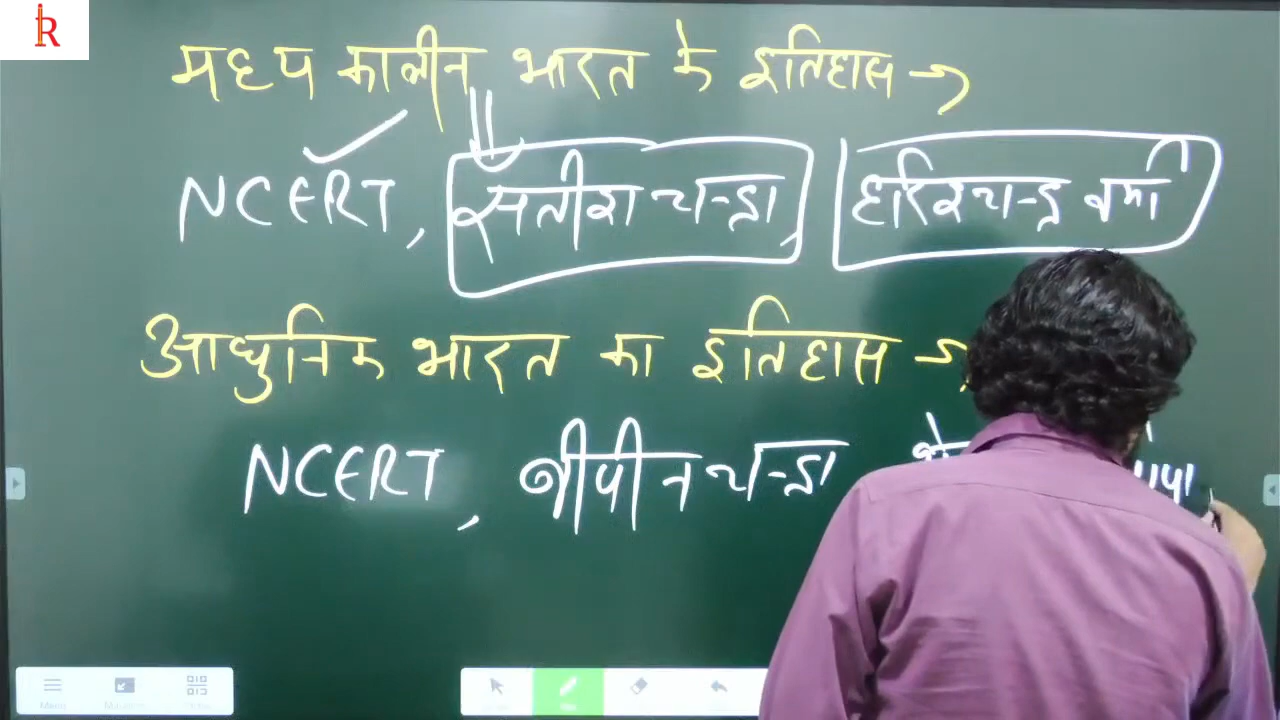 R
मध्य कालीन भारत के इतिहास →
NCERT, सतीश चन्द्रा, हरिश्चन्द्र वर्मा
आधुनिक भारत का इतिहास →
NCERT, बीपीन चन्द्रा